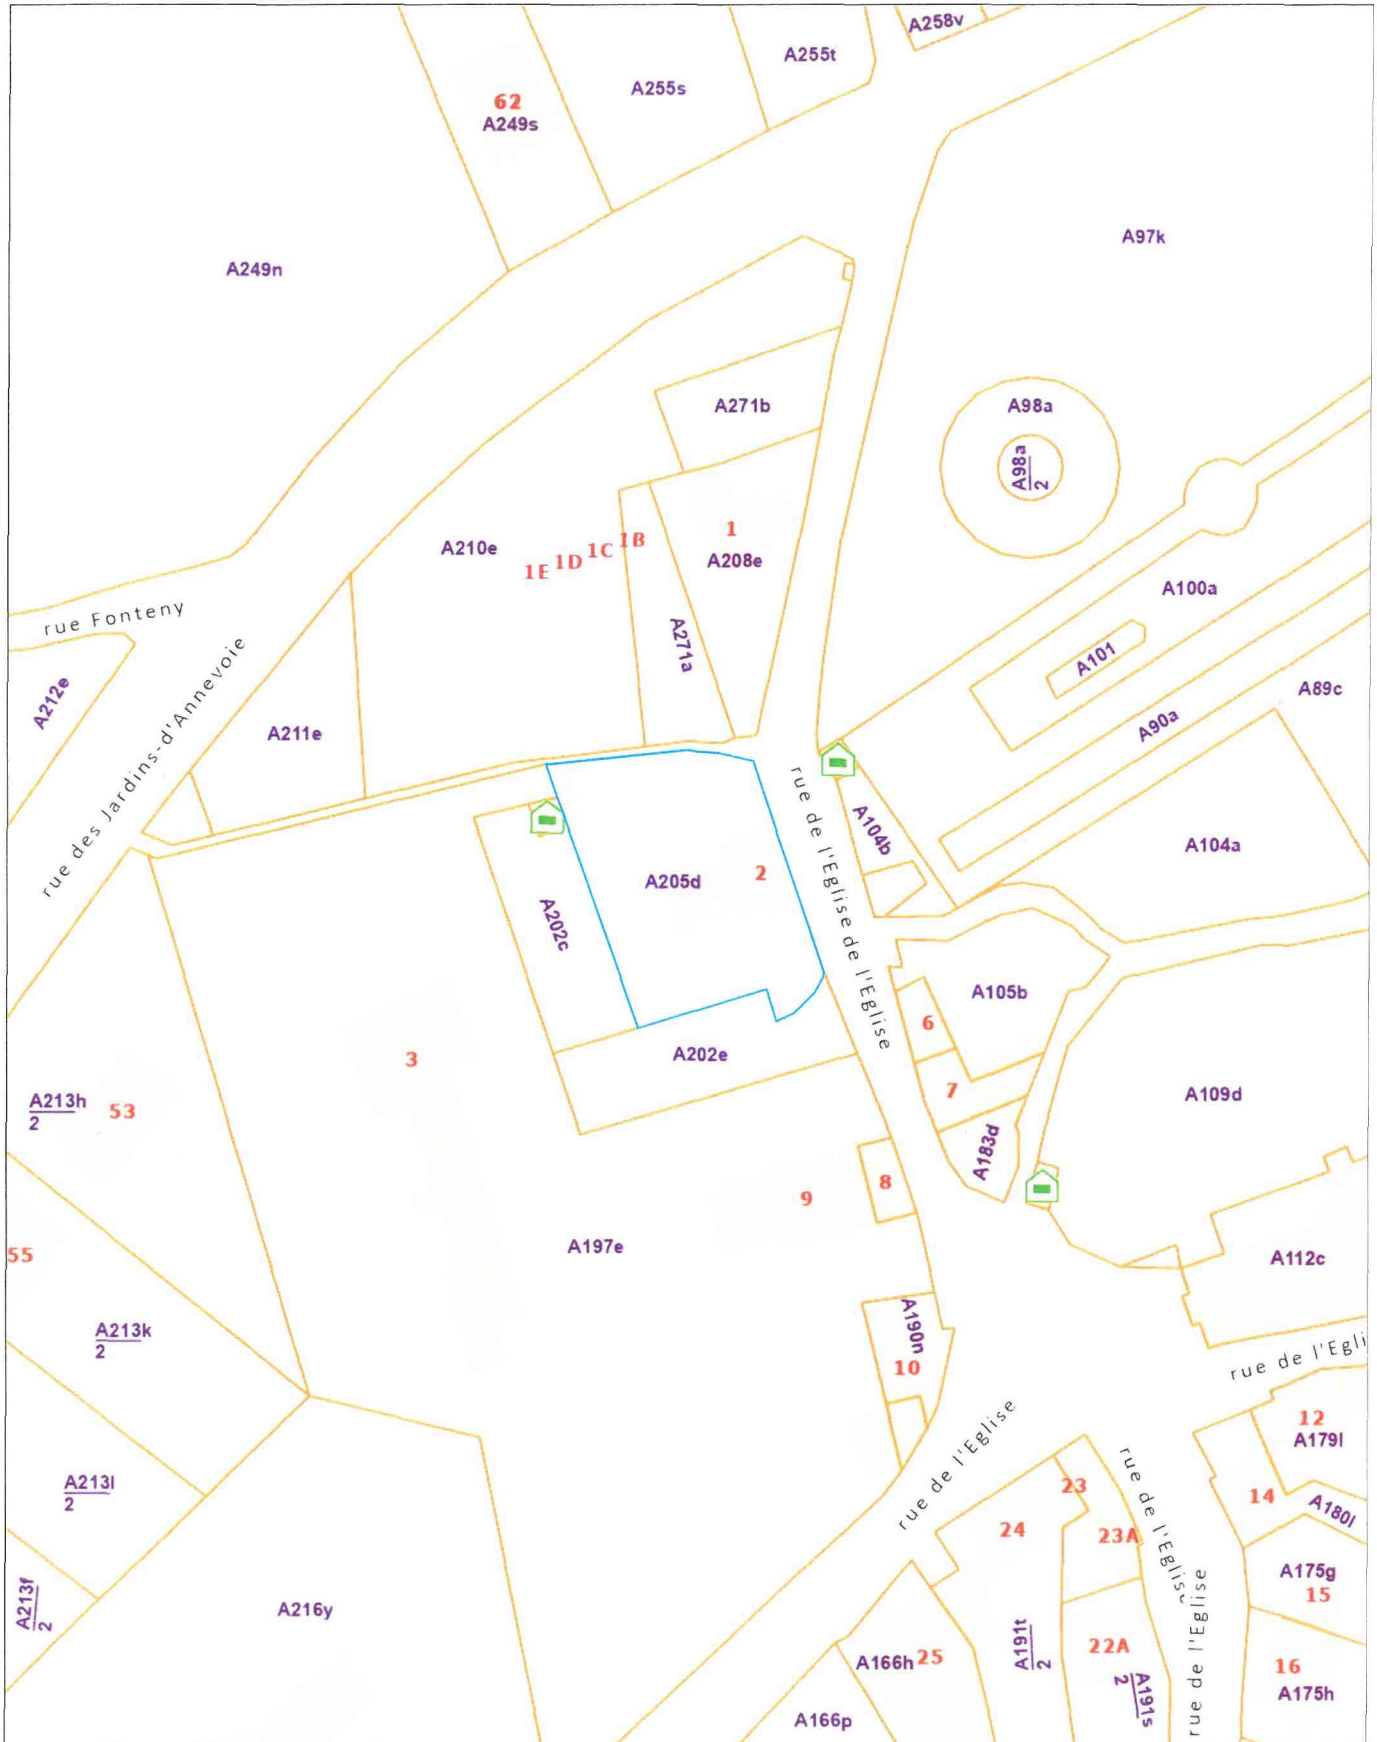 A258v
A255t
A255s
62
A249s
A97k
A249n
A271b
A98a
A98a
2
1
1B
1C
1D
1E
A210e
A208e
A100a
rue Fonteny
A271a
A101
A212e
rue des Jardins-d'Annevoie
A89c
A90a
A211e
rue de l'Eglise
A104b
A104a
A205d
2
A202c
de l'Eglise
A105b
6
A202e
3
7
A109d
A213h
2
53
A183d
8
9
A197e
55
A112c
A190n
A213k
2
10
rue de l'Egli
12
A179l
rue de l'Eglise
rue de l'Eglise
A213l
2
23
14
A180l
24
23A
A175g
15
A213f
2
A216y
rue de l'Eglise
A191t
2
22A
A166h
25
16
A175h
A191s
2
A166p